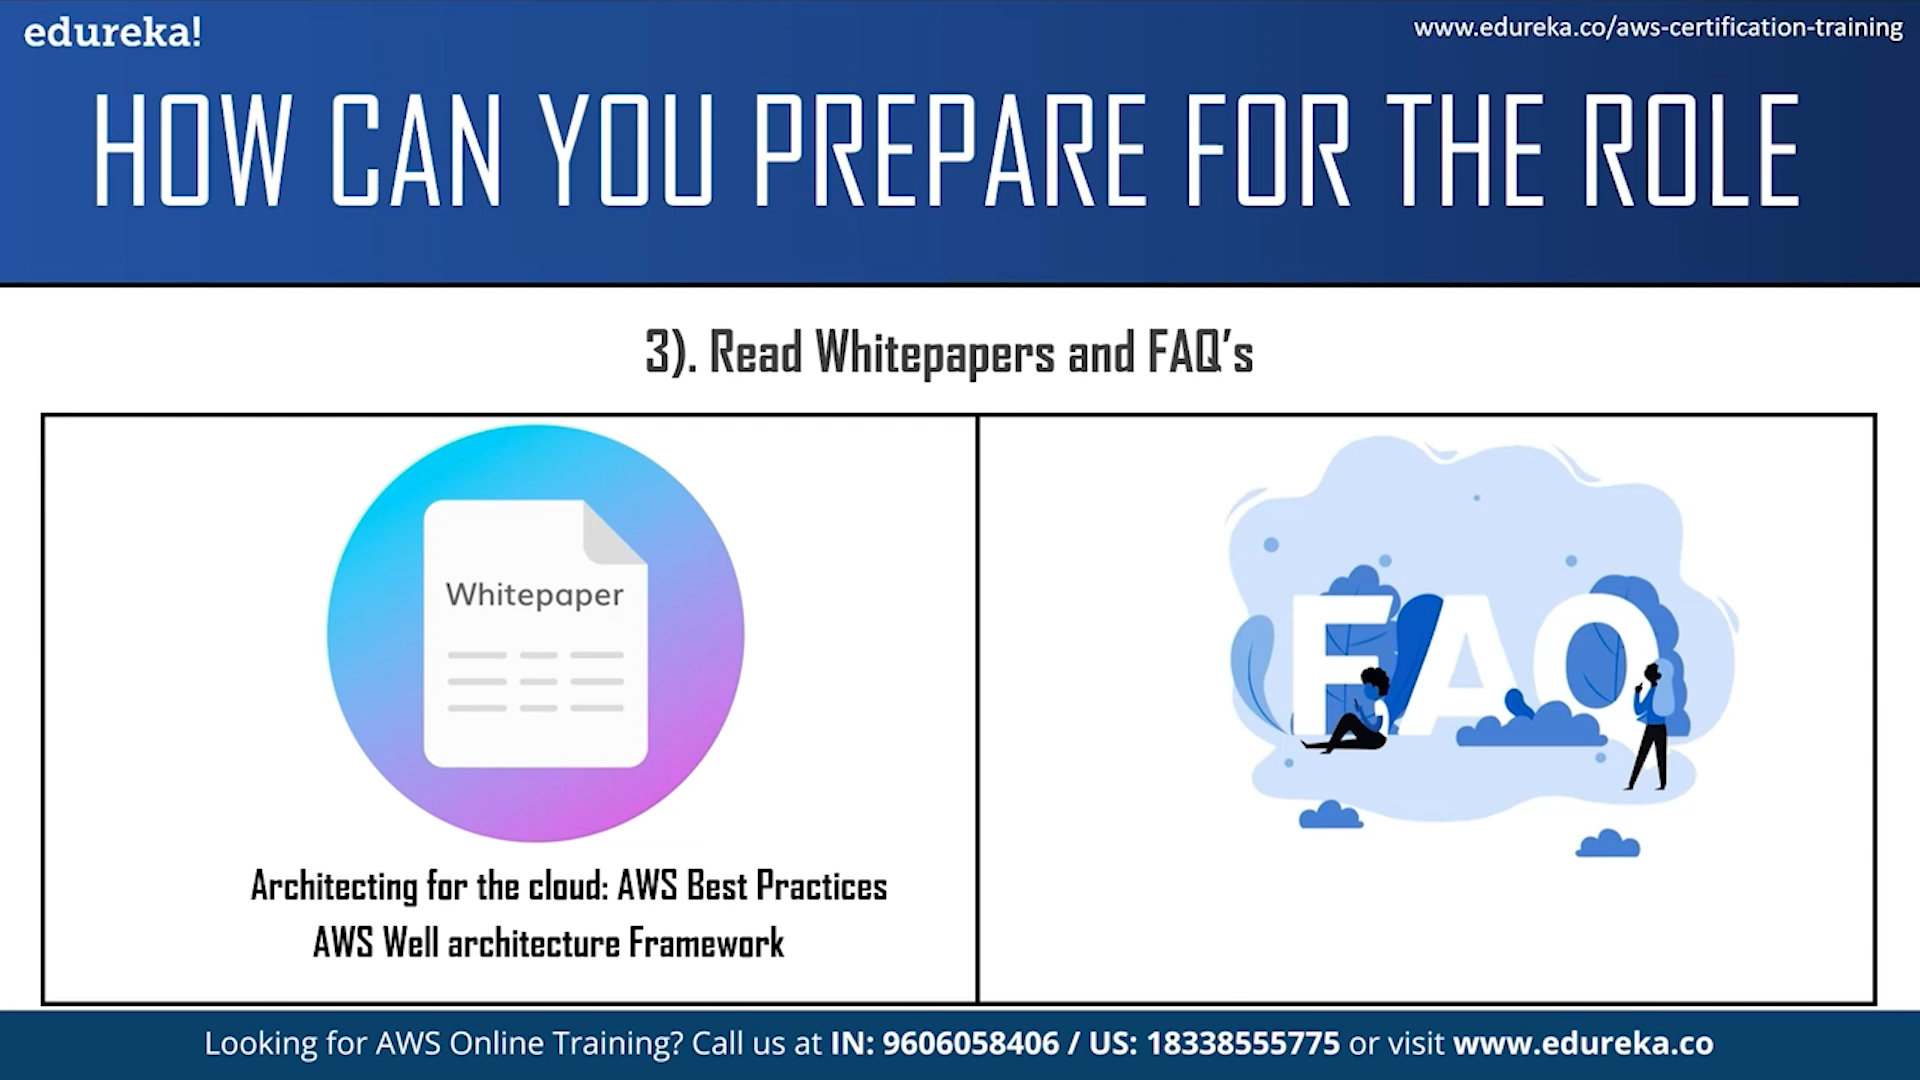 edureka!
www.edureka.co/aws-certification-training
HOW CAN YOU PREPARE FOR THE ROLE
3). Read Whitepapers and FAQ's
Whitepaper
FAQ
Architecting for the cloud: AWS Best Practices
AWS Well architecture Framework
Looking for AWS Online Training? Call us at IN: 9606058406 / US: 18338555775 or visit www.edureka.co